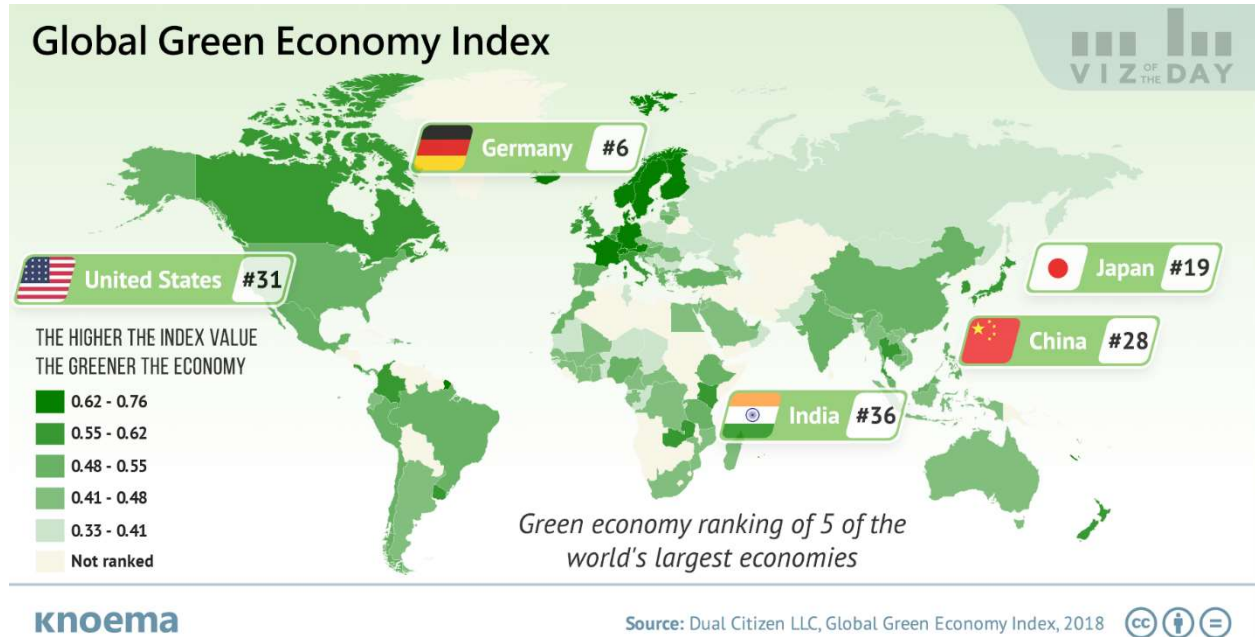 Global Green Economy Index
VIZ OF THE DAY
Germany #6
United States #31
Japan #19
China #28
India #36
THE HIGHER THE INDEX VALUE
THE GREENER THE ECONOMY
0.62 - 0.76
0.55 - 0.62
0.48 - 0.55
0.41 - 0.48
0.33 - 0.41
Not ranked
Green economy ranking of 5 of the
world's largest economies
knoema
Source: Dual Citizen LLC, Global Green Economy Index, 2018
cc